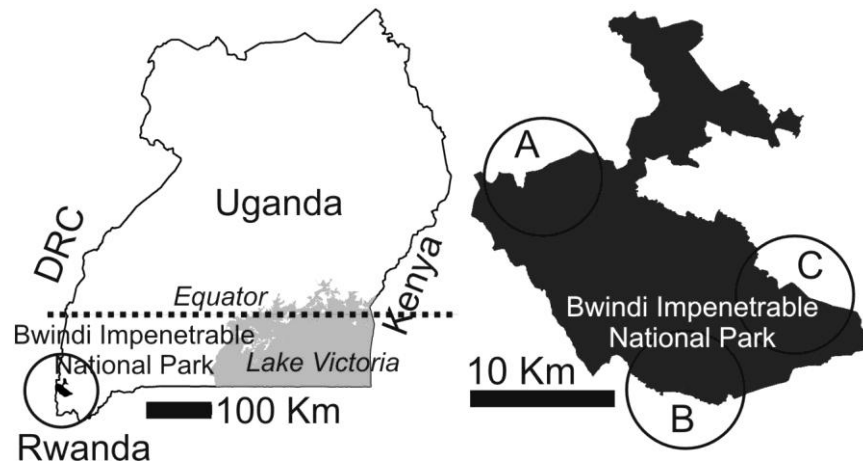 Uganda
DRC
Kenya
Equator
Bwindi Impenetrable
National Park
Lake Victoria
100 Km
Rwanda
A
C
Bwindi Impenetrable
National Park
10 Km
B